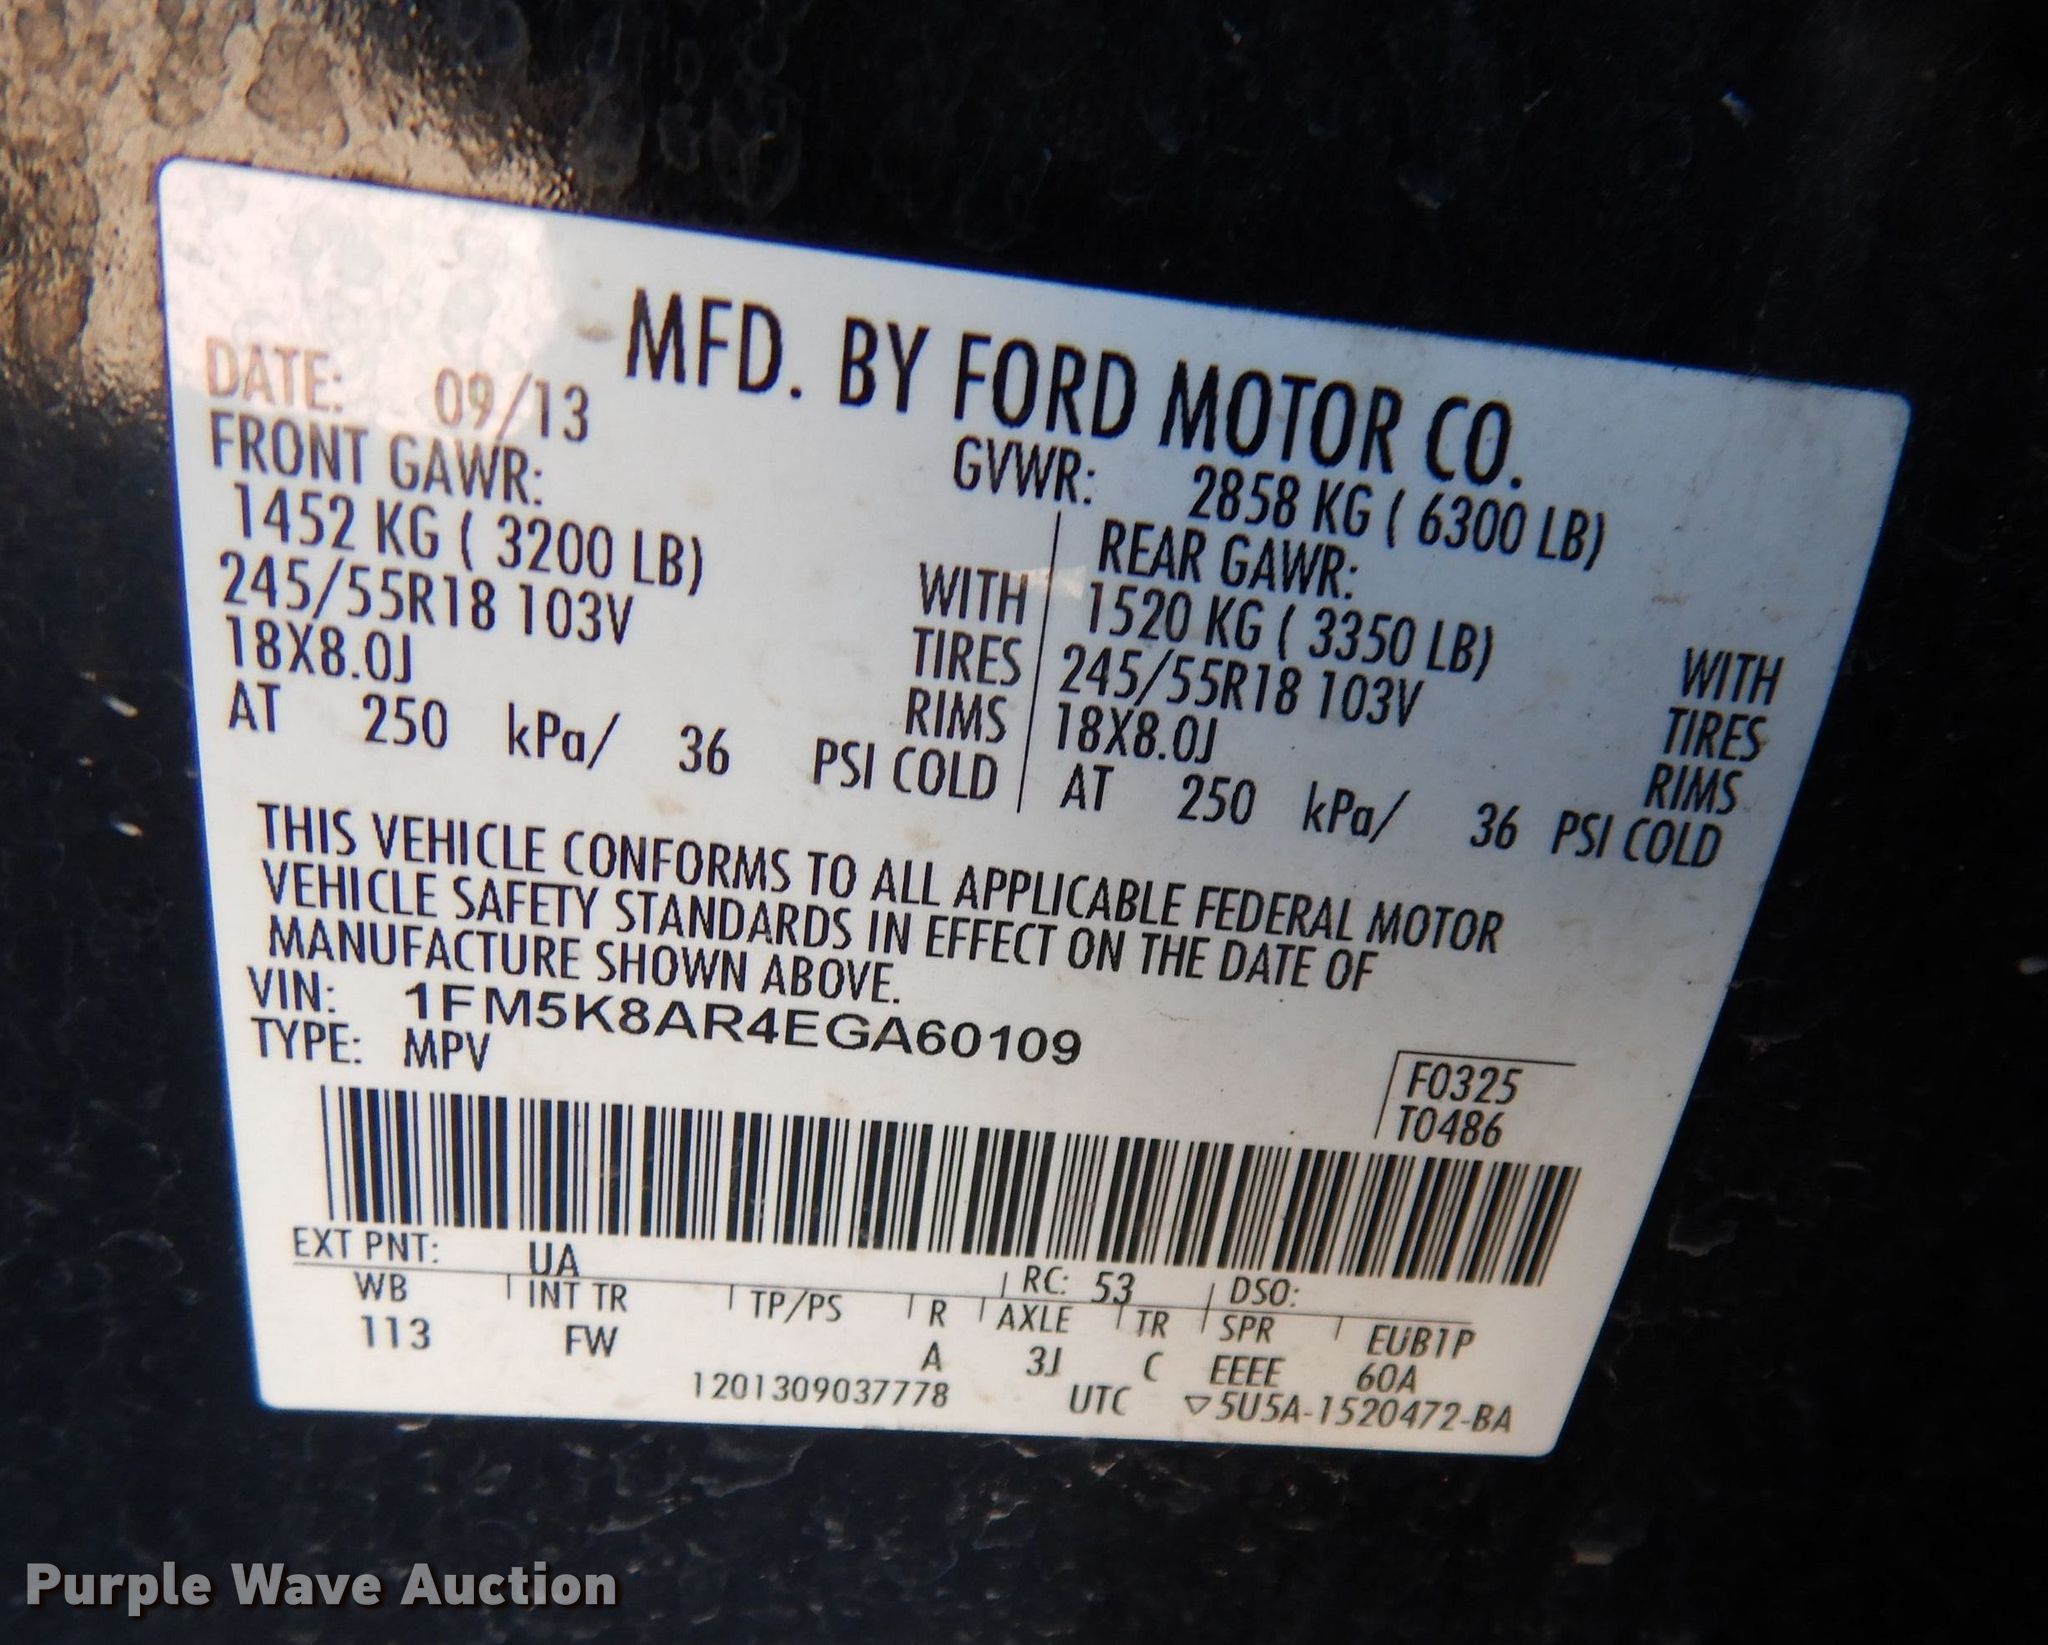 MFD. BY FORD MOTOR CO.
DATE: 09/13
GVWR: 2858 KG ( 6300 LB)
FRONT GAWR:
1452 KG ( 3200 LB) WITH
245/55R18 103V TIRES
18X8.0J RIMS
AT 250 kPa/ 36 PSI COLD
REAR GAWR:
1520 KG ( 3350 LB) WITH
245/55R18 103V TIRES
18X8.0J RIMS
AT 250 kPa/ 36 PSI COLD
THIS VEHICLE CONFORMS TO ALL APPLICABLE FEDERAL MOTOR
VEHICLE SAFETY STANDARDS IN EFFECT ON THE DATE OF
MANUFACTURE SHOWN ABOVE.
VIN: 1FM5K8AR4EGA60109
TYPE: MPV
F0325
T0486
EXT PNT: UA RC: 53 DSO:
WB INT TR TP/PS R AXLE TR SPR EUB1P
113 FW A 3J C EEEE 60A
1201309037778 UTC ▽5U5A-1520472-BA
Purple Wave Auction